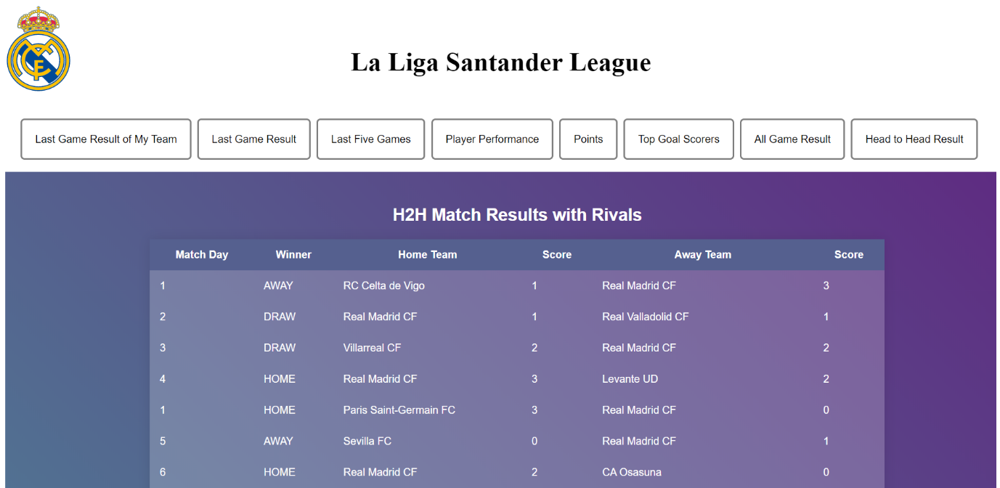 La Liga Santander League
Last Game Result of My Team Last Game Result Last Five Games Player Performance Points Top Goal Scorers All Game Result Head to Head Result
H2H Match Results with Rivals
Match Day Winner Home Team Score Away Team Score
1 AWAY RC Celta de Vigo 1 Real Madrid CF 3
2 DRAW Real Madrid CF 1 Real Valladolid CF 1
3 DRAW Villarreal CF 2 Real Madrid CF 2
4 HOME Real Madrid CF 3 Levante UD 2
1 HOME Paris Saint-Germain FC 3 Real Madrid CF 0
5 AWAY Sevilla FC 0 Real Madrid CF 1
6 HOME Real Madrid CF 2 CA Osasuna 0